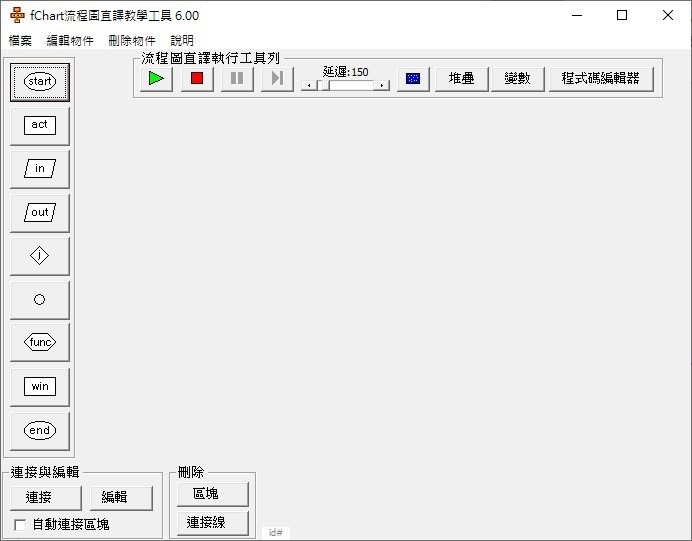 fChart流程圖直譯教學工具 6.00
檔案 編輯物件 刪除物件 說明
流程圖直譯執行工具列
延遲:150
堆疊 變數 程式碼編輯器
start
act
in
out
i
func
win
end
連接與編輯
連接 編輯
自動連接區塊
刪除
區塊
連接線
id#